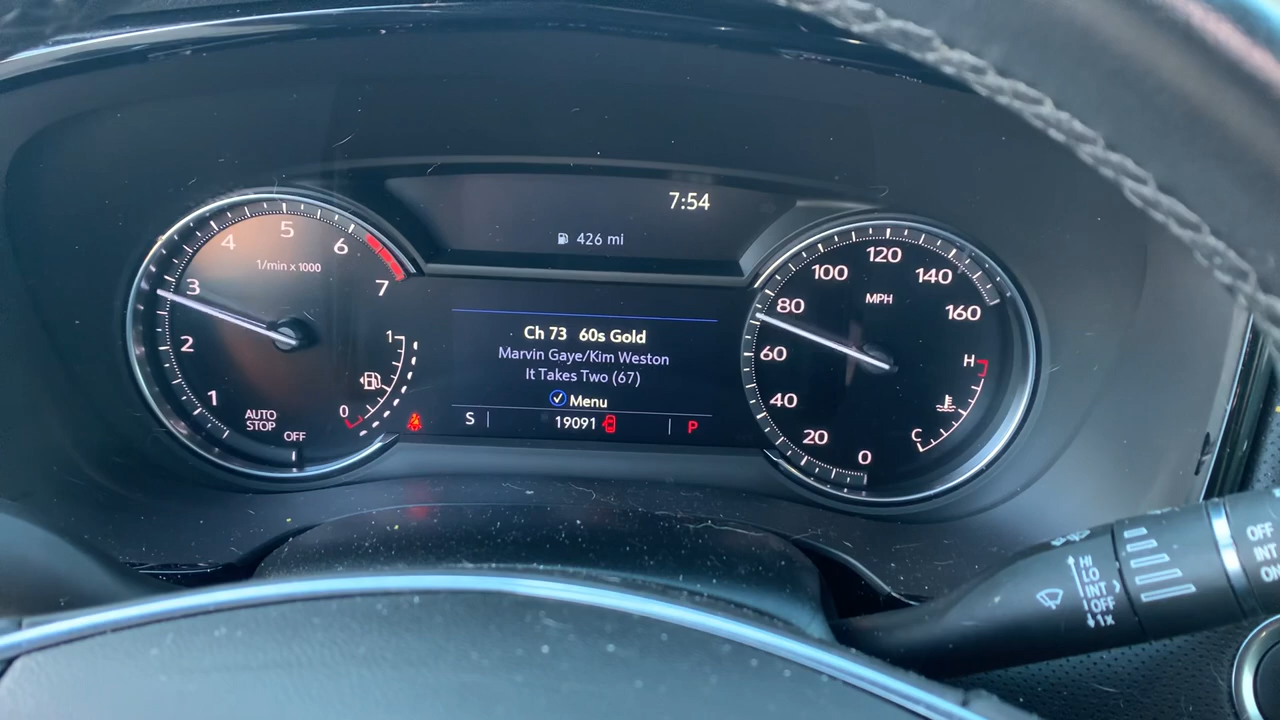 7:54
426 mi
1
2
3
4
5
6
7
1/min x 1000
AUTO
STOP
OFF
1
0
Ch 73 60s Gold
Marvin Gaye/Kim Weston
It Takes Two (67)
Menu
S
19091
P
0
20
40
60
80
100
120
140
160
MPH
H
C
HI
LO
INT
OFF
1x
OFF
INT
ON